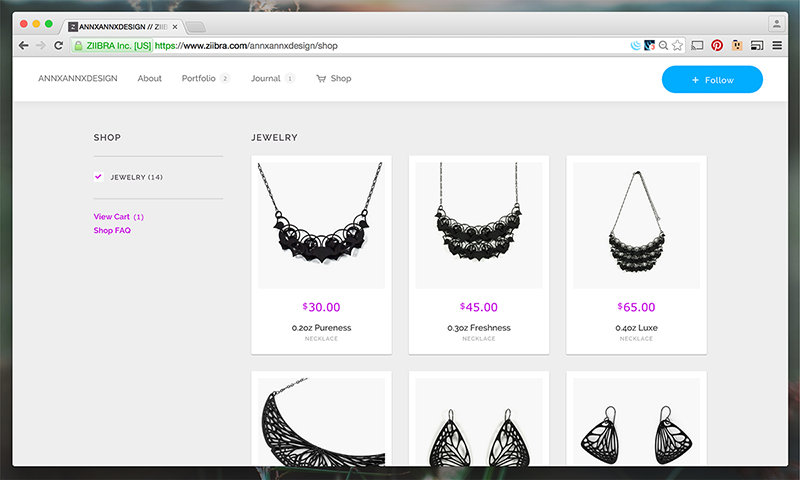 ANNXANNXDESIGN // ZIIB
ZIIBRA Inc. [US] https://www.ziibra.com/annxannxdesign/shop
ANNXANNXDESIGN About Portfolio 2 Journal 1 Shop + Follow
SHOP
JEWELRY (14)
View Cart (1)
Shop FAQ
JEWELRY
$30.00
0.2oz Pureness
NECKLACE
$45.00
0.3oz Freshness
NECKLACE
$65.00
0.4oz Luxe
NECKLACE